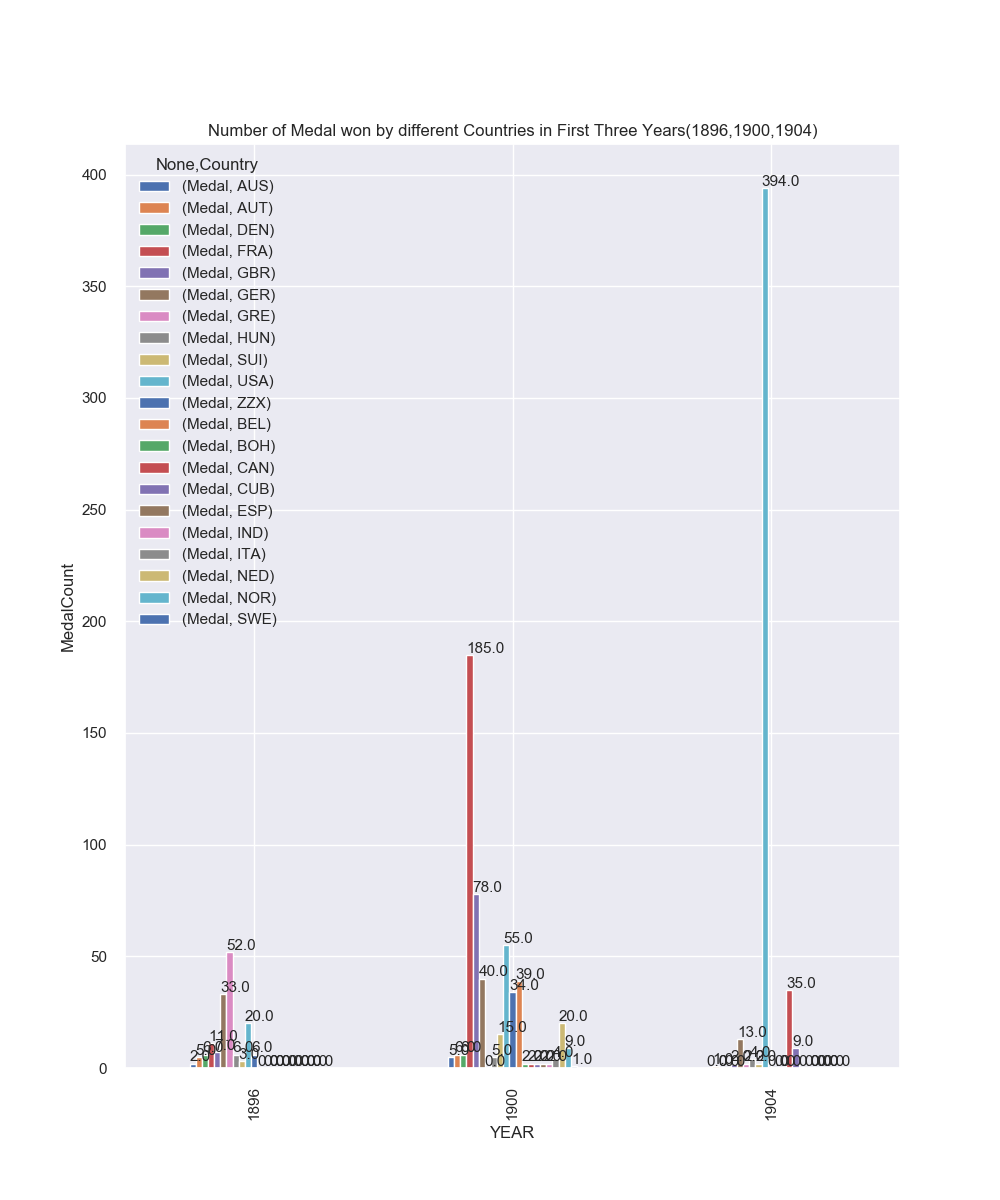 Number of Medal won by different Countries in First Three Years(1896,1900,1904)
None,Country
(Medal, AUS)
(Medal, AUT)
(Medal, DEN)
(Medal, FRA)
(Medal, GBR)
(Medal, GER)
(Medal, GRE)
(Medal, HUN)
(Medal, SUI)
(Medal, USA)
(Medal, ZZX)
(Medal, BEL)
(Medal, BOH)
(Medal, CAN)
(Medal, CUB)
(Medal, ESP)
(Medal, IND)
(Medal, ITA)
(Medal, NED)
(Medal, NOR)
(Medal, SWE)
MedalCount
400
350
300
250
200
150
100
50
0
52.0
33.0
20.0
11.0
185.0
78.0
55.0
40.0
39.0
34.0
20.0
15.0
9.0
1.0
394.0
35.0
13.0
9.0
1896
1900
1904
YEAR